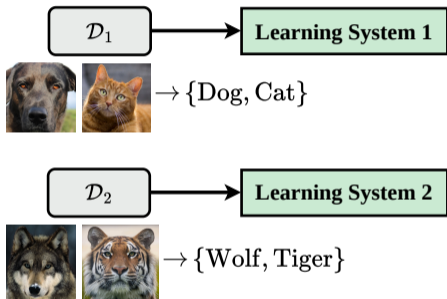 𝒟₁ Learning System 1
→ {Dog, Cat}
𝒟₂ Learning System 2
→ {Wolf, Tiger}